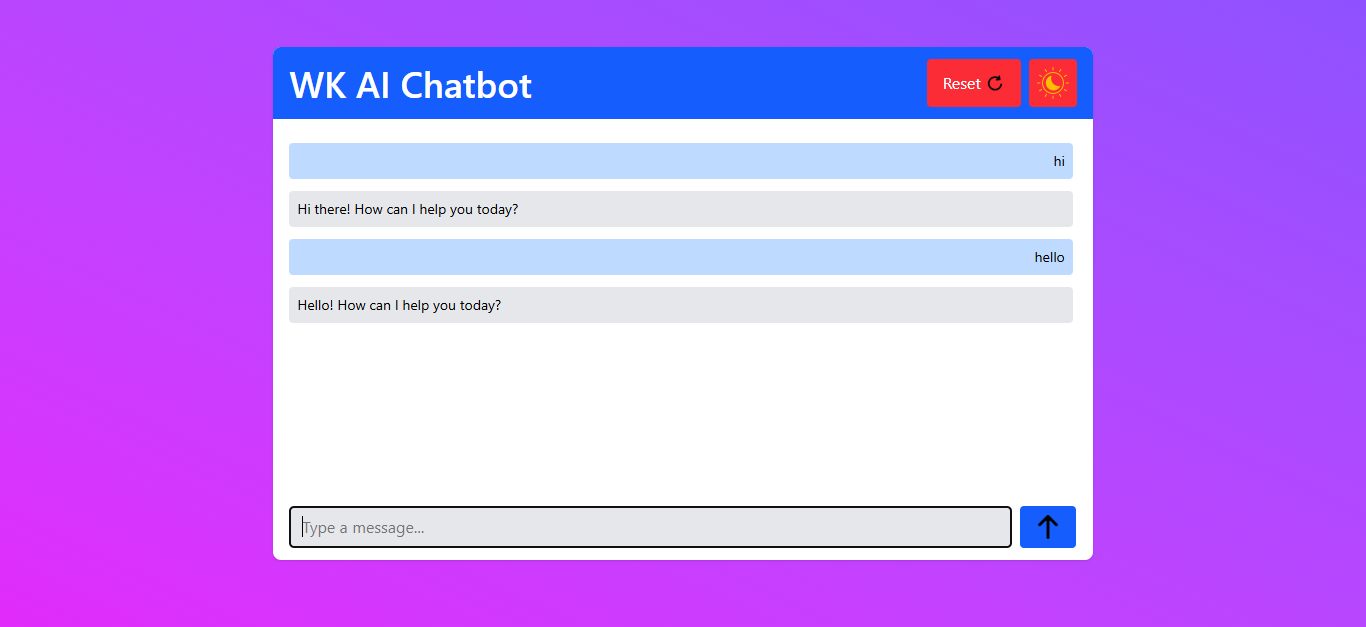 WK AI Chatbot
Reset
hi
Hi there! How can I help you today?
hello
Hello! How can I help you today?
Type a message...